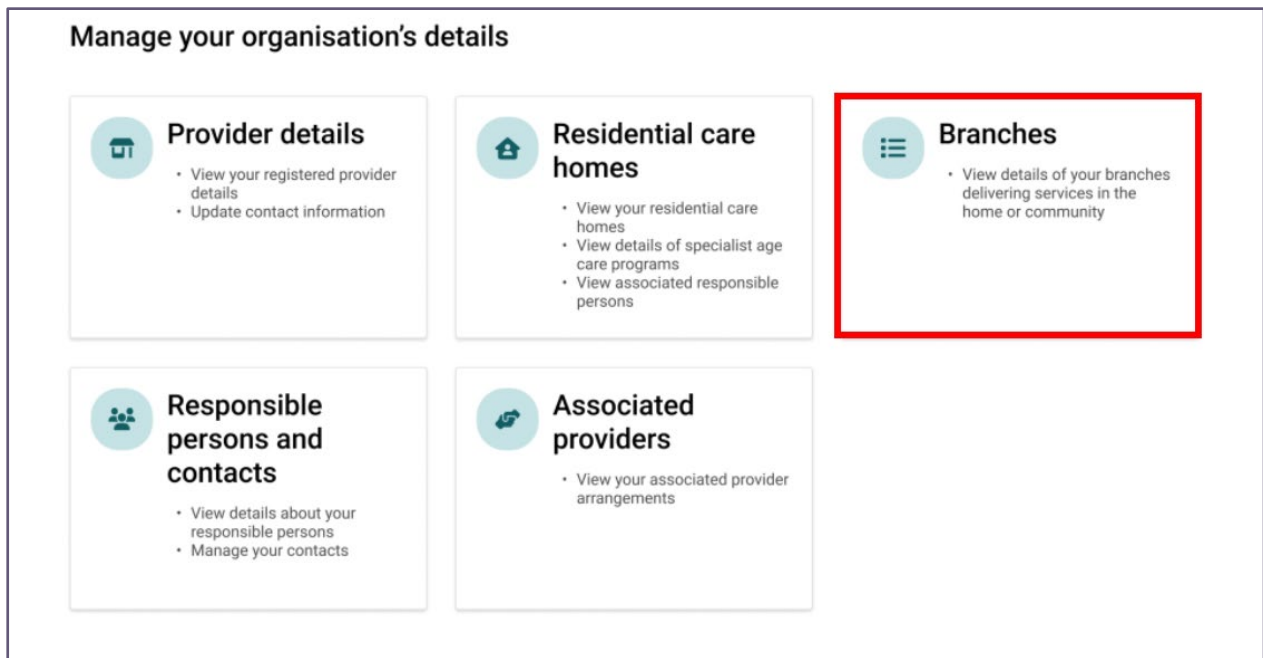 Manage your organisation's details
Provider details
• View your registered provider
details
• Update contact information
Residential care
homes
• View your residential care
homes
• View details of specialist age
care programs
• View associated responsible
persons
Branches
• View details of your branches
delivering services in the
home or community
Responsible
persons and
contacts
• View details about your
responsible persons
• Manage your contacts
Associated
providers
• View your associated provider
arrangements